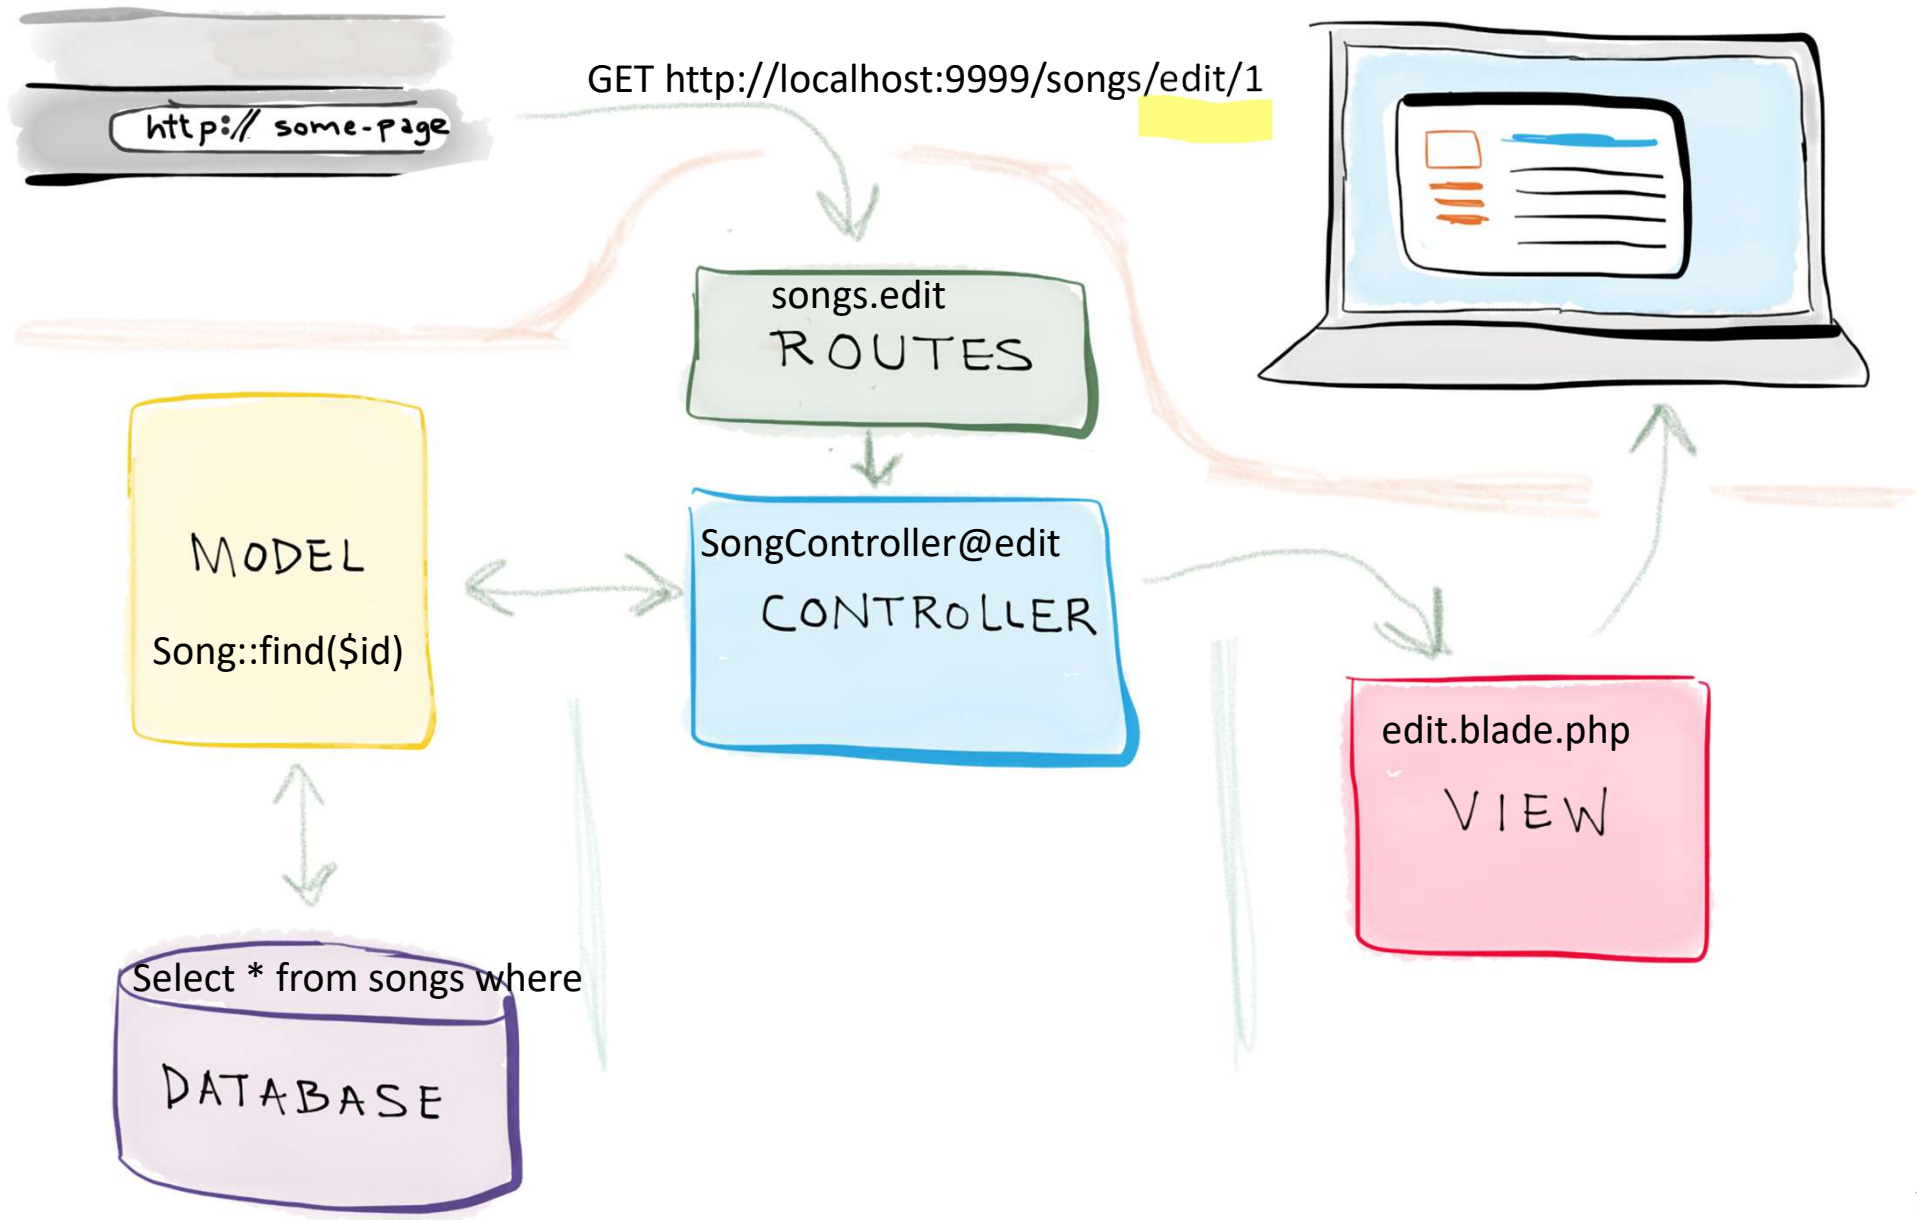 GET http://localhost:9999/songs/edit/1
http:// some-page
songs.edit
ROUTES
MODEL
Song::find($id)
SongController@edit
CONTROLLER
edit.blade.php
VIEW
Select * from songs where
DATABASE